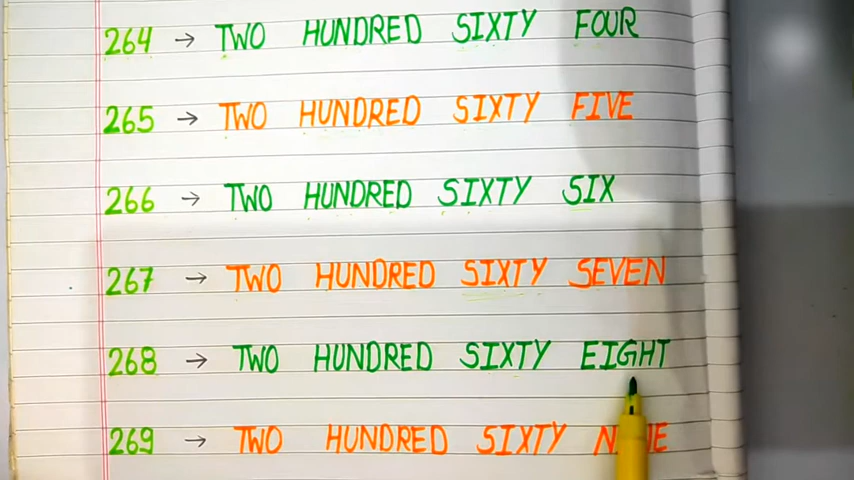 264 → TWO HUNDRED SIXTY FOUR
265 → TWO HUNDRED SIXTY FIVE
266 → TWO HUNDRED SIXTY SIX
267 → TWO HUNDRED SIXTY SEVEN
268 → TWO HUNDRED SIXTY EIGHT
269 → TWO HUNDRED SIXTY